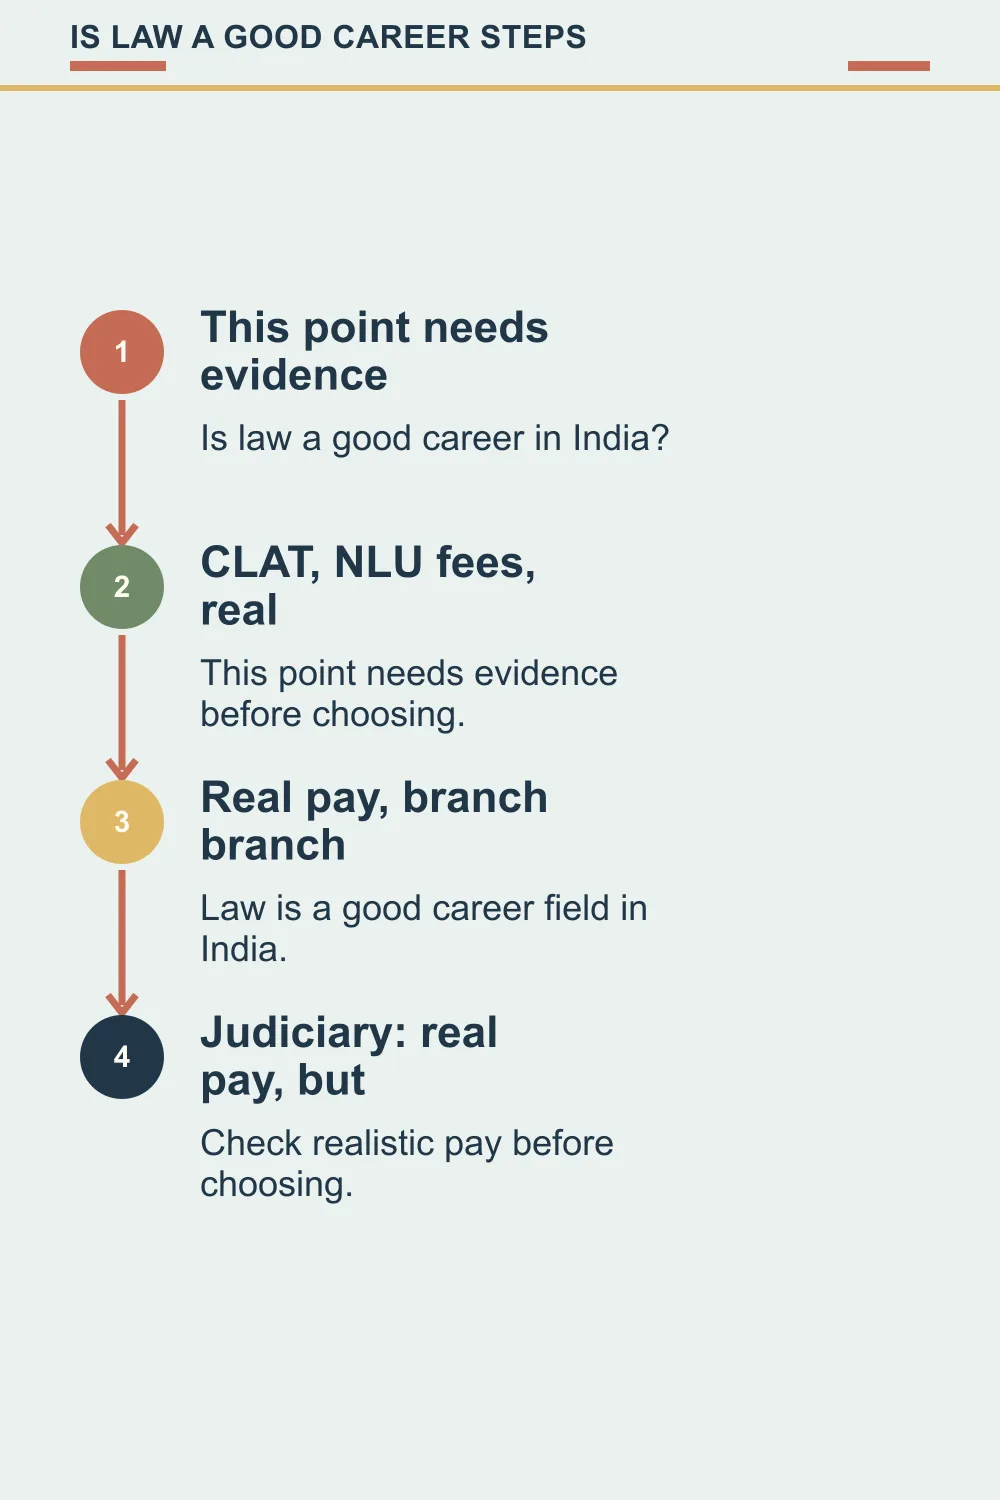 IS LAW A GOOD CAREER STEPS
1
This point needs
evidence
Is law a good career in India?
2
CLAT, NLU fees,
real
This point needs evidence
before choosing.
3
Real pay, branch
branch
Law is a good career field in
India.
4
Judiciary: real
pay, but
Check realistic pay before
choosing.